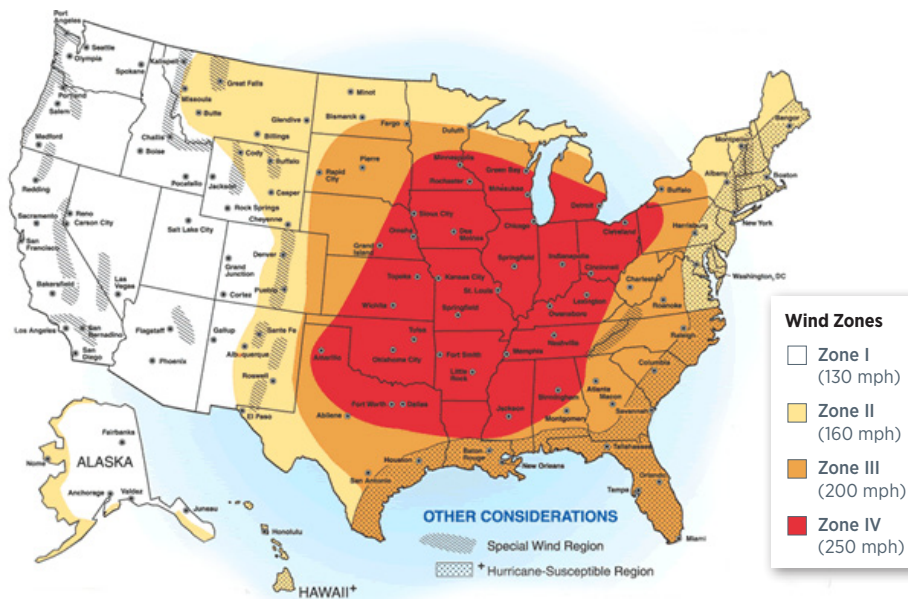 Port
Angeles
Seattle
Olympia
Spokane
Kalispell
Great Falls
Portland
Salem
Missoula
Butte
Glendive
Billings
Minot
Bismarck
Fargo
Duluth
Medford
Challis
Boise
Cody
Buffalo
Rapid
City
Pierre
Minneapolis
Rochester
Green Bay
Milwaukee
Redding
Pocatello
Jackson
Casper
Rock Springs
Cheyenne
Sioux City
Des
Moines
Omaha
Grand
Island
Chicago
Detroit
Cleveland
Buffalo
Albany
Montpelier
Bangor
Boston
New York
Harrisburg
Washington, DC
Sacramento
San
Francisco
Reno
Carson City
Salt Lake City
Grand
Junction
Denver
Pueblo
Cortez
Topeka
Kansas City
Wichita
Springfield
St. Louis
Springfield
Indianapolis
Cincinnati
Charleston
Lexington
Owensboro
Roanoke
Raleigh
Bakersfield
Las
Vegas
Los Angeles
San
Bernadino
San
Diego
Flagstaff
Phoenix
Gallup
Santa Fe
Albuquerque
Roswell
El Paso
Amarillo
Tulsa
Oklahoma City
Fort Smith
Little
Rock
Memphis
Nashville
Columbia
Atlanta
Macon
Savannah
Birmingham
Montgomery
Jackson
Fort Worth
Dallas
Abilene
Houston
San Antonio
Baton
Rouge
New Orleans
Tallahassee
Orlando
Tampa
Miami
Fairbanks
ALASKA
Nome
Anchorage
Valdez
Juneau
Honolulu
HAWAII+
OTHER CONSIDERATIONS
Special Wind Region
+ Hurricane-Susceptible Region
Wind Zones
Zone I
(130 mph)
Zone II
(160 mph)
Zone III
(200 mph)
Zone IV
(250 mph)